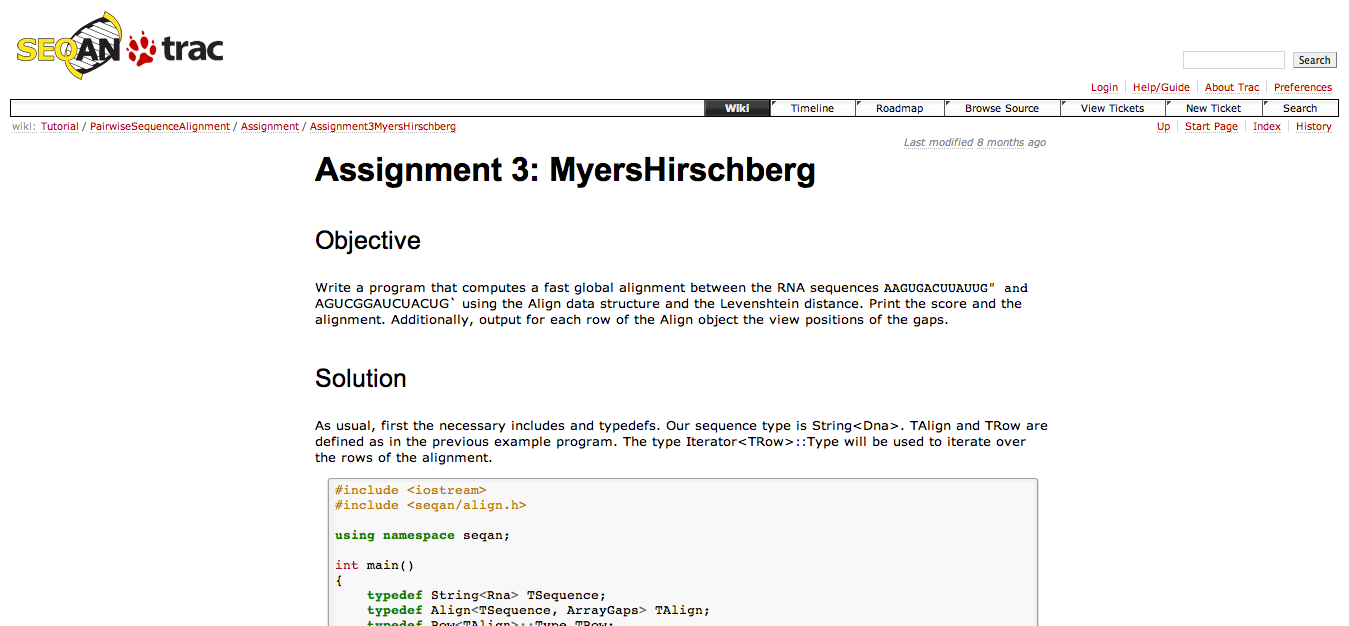 SEQAN trac
Search
Login Help/Guide About Trac Preferences
Wiki Timeline Roadmap Browse Source View Tickets New Ticket Search
wiki: Tutorial / PairwiseSequenceAlignment / Assignment / Assignment3MyersHirschberg
Up Start Page Index History
Last modified 8 months ago
Assignment 3: MyersHirschberg
Objective
Write a program that computes a fast global alignment between the RNA sequences AAGUGACUUAUUG" and
AGUCGGAUCUACUG` using the Align data structure and the Levenshtein distance. Print the score and the
alignment. Additionally, output for each row of the Align object the view positions of the gaps.
Solution
As usual, first the necessary includes and typedefs. Our sequence type is String<Dna>. TAlign and TRow are
defined as in the previous example program. The type Iterator<TRow>::Type will be used to iterate over
the rows of the alignment.
#include <iostream>
#include <seqan/align.h>
using namespace seqan;
int main()
{
typedef String<Rna> TSequence;
typedef Align<TSequence, ArrayGaps> TAlign;
typedef Row<TAlign>::Type TRow;